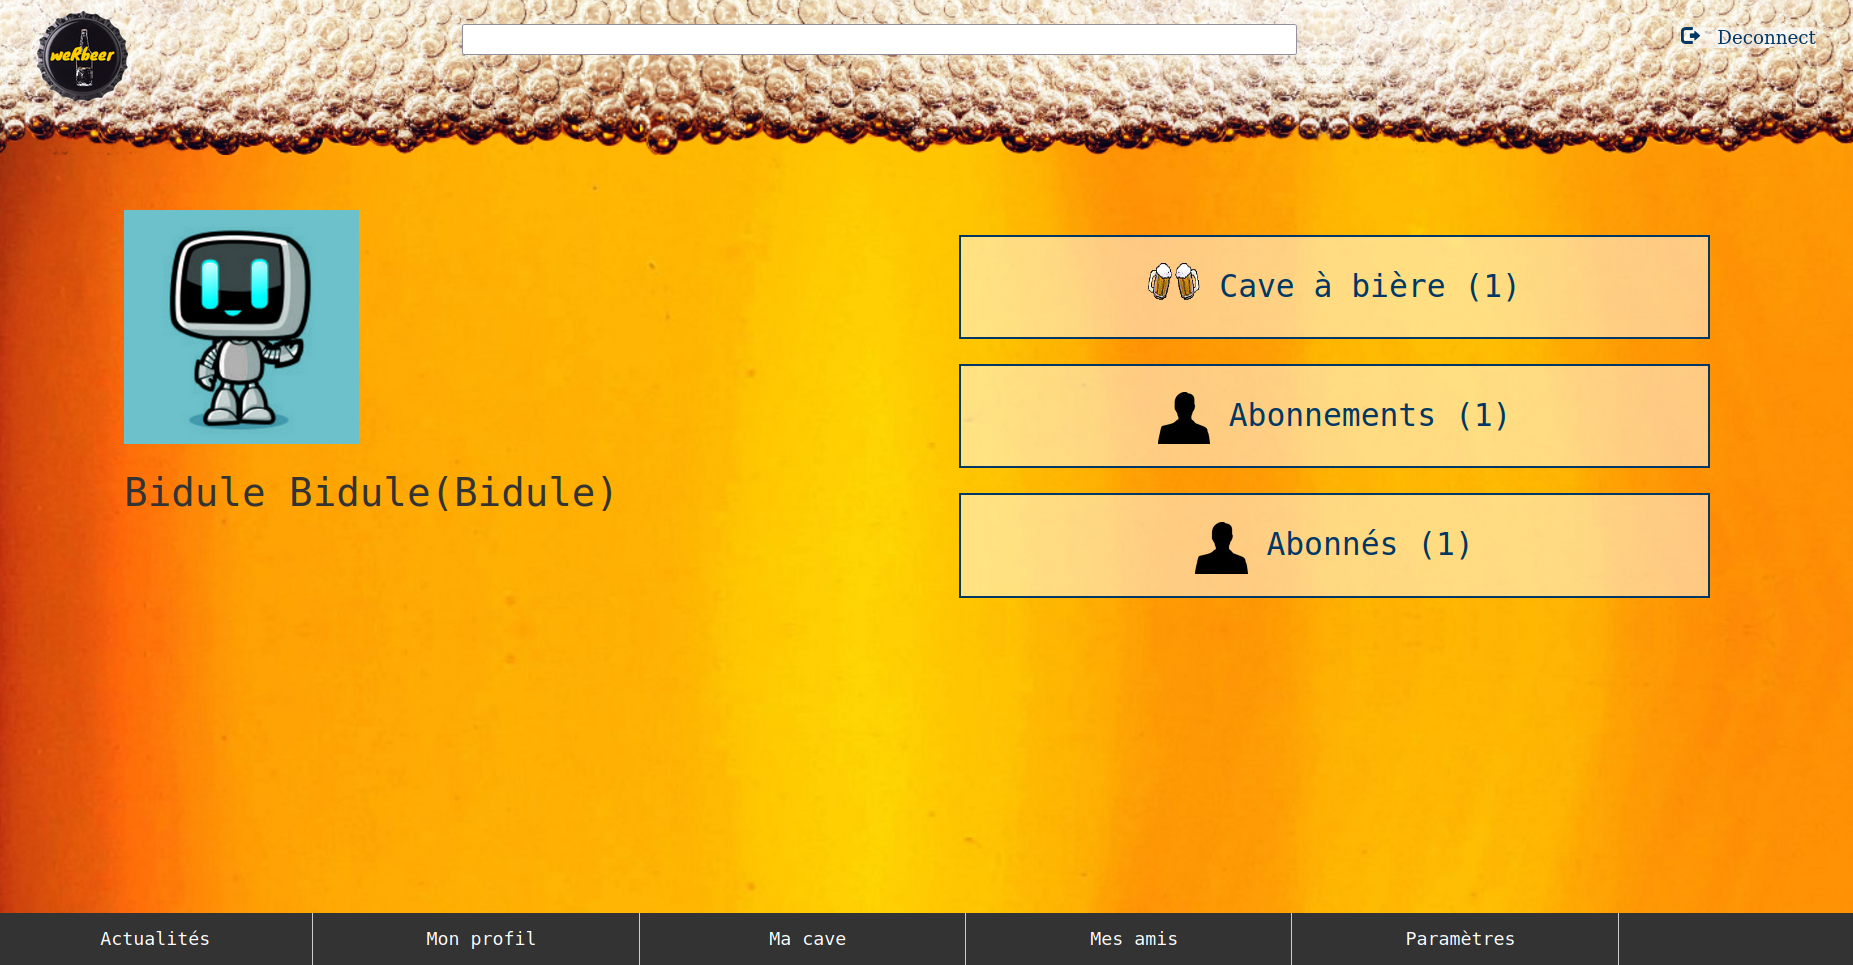 weRbeer
Deconnect
Cave à bière (1)
Abonnements (1)
Abonnés (1)
Bidule Bidule(Bidule)
Actualités
Mon profil
Ma cave
Mes amis
Paramètres